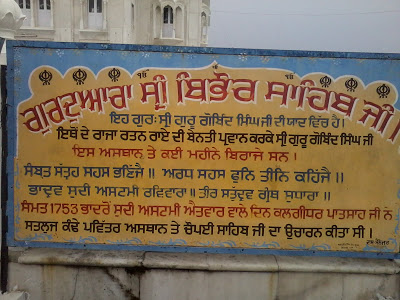 ੴ ੴ
ਗੁਰਦੁਆਰਾ ਸ੍ਰੀ ਬਿਭੌਰ ਸਾਹਿਬ ਜੀ
ਇਹ ਗੁਰ: ਸ੍ਰੀ ਗੁਰੂ ਗੋਬਿੰਦ ਸਿੰਘ ਜੀ ਦੀ ਯਾਦ ਵਿੱਚ ਹੈ।
ਇਥੋਂ ਦੇ ਰਾਜਾ ਰਤਨ ਰਾਏ ਦੀ ਬੇਨਤੀ ਪ੍ਰਵਾਨ ਕਰਕੇ ਸ੍ਰੀ ਗੁਰੂ ਗੋਬਿੰਦ ਸਿੰਘ ਜੀ
ਇਸ ਅਸਥਾਨ ਤੇ ਕਈ ਮਹੀਨੇ ਬਿਰਾਜੇ ਸਨ।
ਸੰਬਤ ਸਤ੍ਰਹ ਸਹਸ ਭਣਿਜੈ॥ ਅਰਧ ਸਹਸ ਫੁਨਿ ਤੀਨਿ ਕਹਿਜੈ॥
ਭਾਦ੍ਰਵ ਸੁਦੀ ਅਸਟਮੀ ਰਵਿਵਾਰਾ॥ ਤੀਰ ਸਤੁੱਦ੍ਰਵ ਗ੍ਰੰਥ ਸੁਧਾਰਾ॥
ਸਿਮਤ 1753 ਭਾਦਰੋਂ ਸੁਦੀ ਅਸਟਮੀ ਐਤਵਾਰ ਵਾਲੇ ਦਿਨ ਕਲਗੀਧਰ ਪਾਤਸਾਹ ਜੀ ਨੇ
ਸਤਲੁਜ ਕੰਢੇ ਪਵਿੱਤਰ ਅਸਥਾਨ ਤੇ ਚੌਪਈ ਸਾਹਿਬ ਜੀ ਦਾ ਉਚਾਰਨ ਕੀਤਾ ਸੀ।